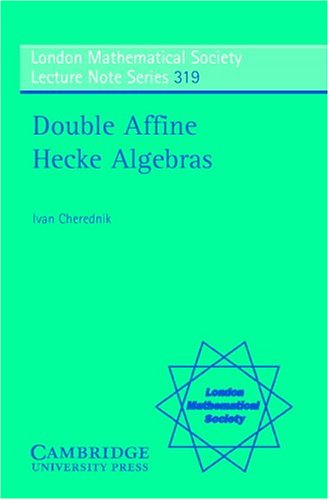 London Mathematical Society
Lecture Note Series 319
Double Affine
Hecke Algebras
Ivan Cherednik
London
Mathematical
Society
CAMBRIDGE
UNIVERSITY PRESS